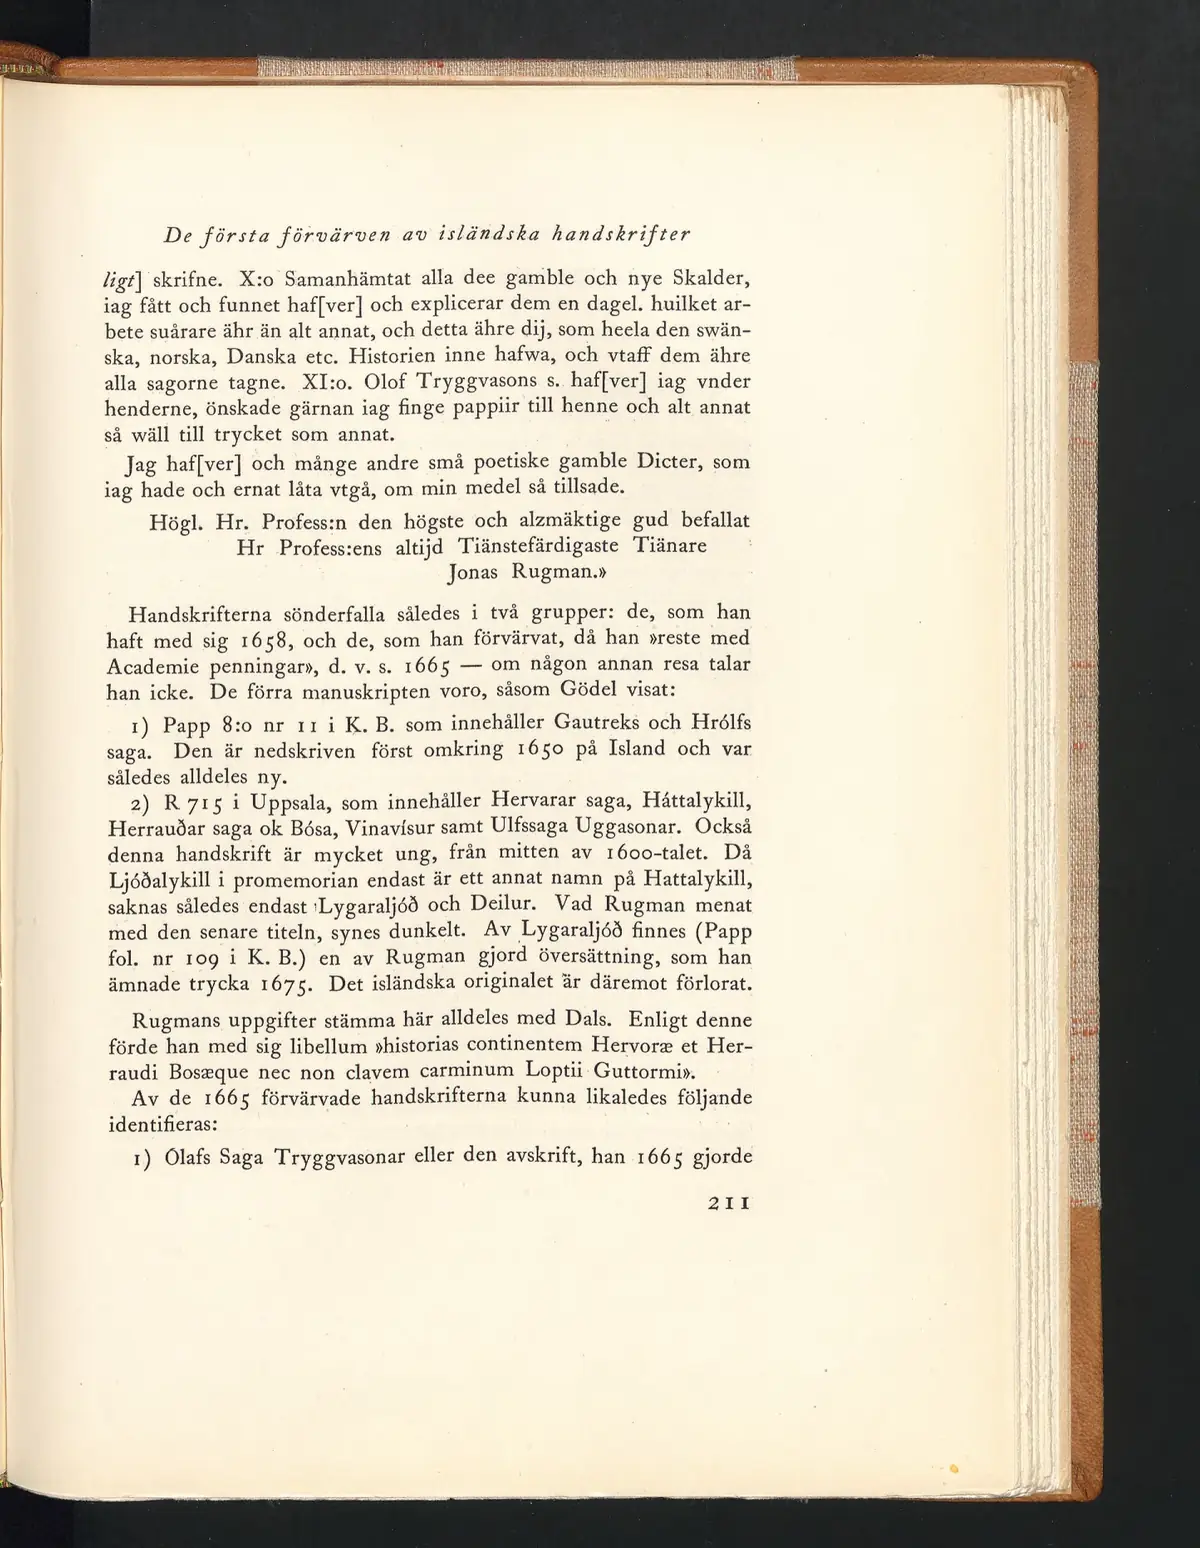 De första förvärven av isländska handskrifter
ligt] skrifne. X:o Samanhämtat alla dee gamble och nye Skalder,
iag fått och funnet haf[ver] och explicerar dem en dagel. huilket ar-
bete suårare ähr än alt annat, och detta ähre dij, som heela den swän-
ska, norska, Danska etc. Historien inne hafwa, och vtaff dem ähre
alla sagorne tagne. XI:o. Olof Tryggvasons s. haf[ver] iag vnder
henderne, önskade gärnan iag finge pappiir till henne och alt annat
så wäll till trycket som annat.
Jag haf[ver] och månge andre små poetiske gamble Dicter, som
iag hade och ernat låta vtgå, om min medel så tillsade.
Högl. Hr. Profess:n den högste och alzmäktige gud befallat
Hr Profess:ens altijd Tiänstefärdigaste Tiänare
Jonas Rugman.»
Handskrifterna sönderfalla således i två grupper: de, som han
haft med sig 1658, och de, som han förvärvat, då han »reste med
Academie penningar», d. v. s. 1665 — om någon annan resa talar
han icke. De förra manuskripten voro, såsom Gödel visat:
1) Papp 8:o nr 11 i K. B. som innehåller Gautreks och Hrólfs
saga. Den är nedskriven först omkring 1650 på Island och var
således alldeles ny.
2) R 715 i Uppsala, som innehåller Hervarar saga, Háttalykill,
Herrauðar saga ok Bósa, Vinavísur samt Ulfssaga Uggasonar. Också
denna handskrift är mycket ung, från mitten av 1600-talet. Då
Ljóðalykill i promemorian endast är ett annat namn på Hattalykill,
saknas således endast Lygaraljóð och Deilur. Vad Rugman menat
med den senare titeln, synes dunkelt. Av Lygaraljóð finnes (Papp
fol. nr 109 i K. B.) en av Rugman gjord översättning, som han
ämnade trycka 1675. Det isländska originalet är däremot förlorat.
Rugmans uppgifter stämma här alldeles med Dals. Enligt denne
förde han med sig libellum »historias continentem Hervoræ et Her-
raudi Bosæque nec non clavem carminum Loptii Guttormi».
Av de 1665 förvärvade handskrifterna kunna likaledes följande
identifieras:
1) Ólafs Saga Tryggvasonar eller den avskrift, han 1665 gjorde
211